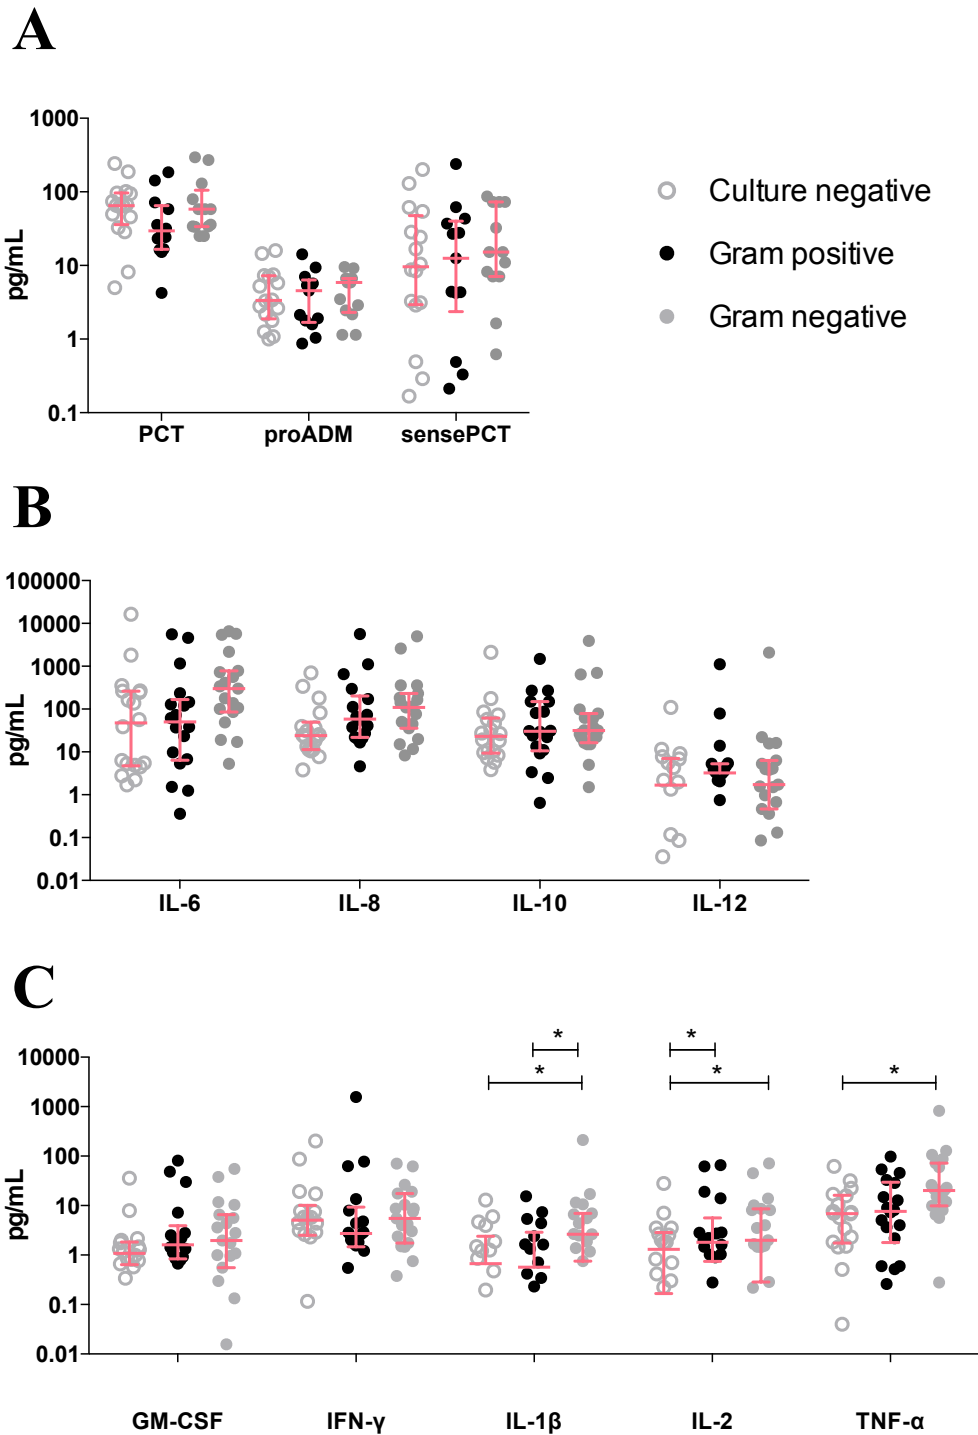 A
1000
100
10
1
0.1
pg/mL
PCT
proADM
sensePCT
Culture negative
Gram positive
Gram negative
B
100000
10000
1000
100
10
1
0.1
0.01
pg/mL
IL-6
IL-8
IL-10
IL-12
C
10000
1000
100
10
1
0.1
0.01
pg/mL
*
*
*
*
*
GM-CSF
IFN-γ
IL-1β
IL-2
TNF-α